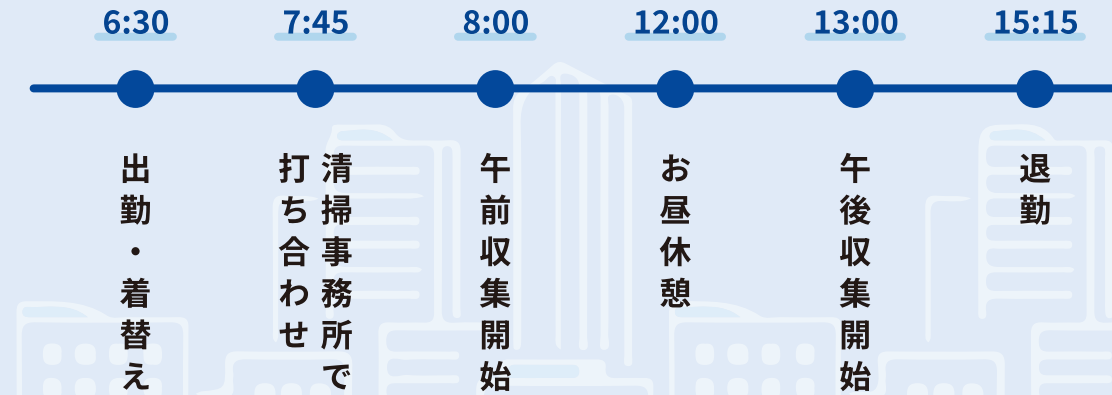 6:30
出勤・着替え
7:45
清掃事務所で
打ち合わせ
8:00
午前収集開始
12:00
お昼休憩
13:00
午後収集開始
15:15
退勤